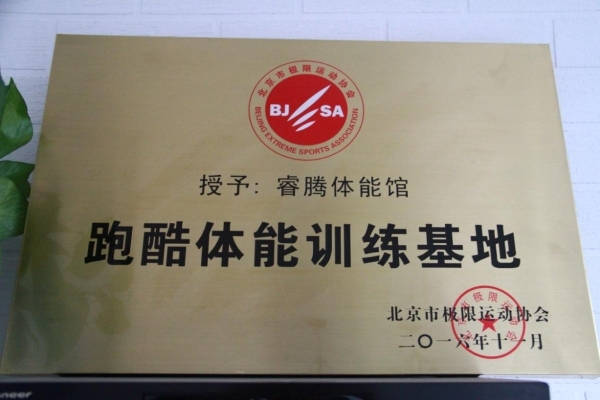 北京市极限运动协会
BJ SA
BEIJING EXTREME SPORTS ASSOCIATION
授予: 睿腾体能馆
跑酷体能训练基地
北京市极限运动协会
二〇一六年十一月
北京市极限运动协会
oneer